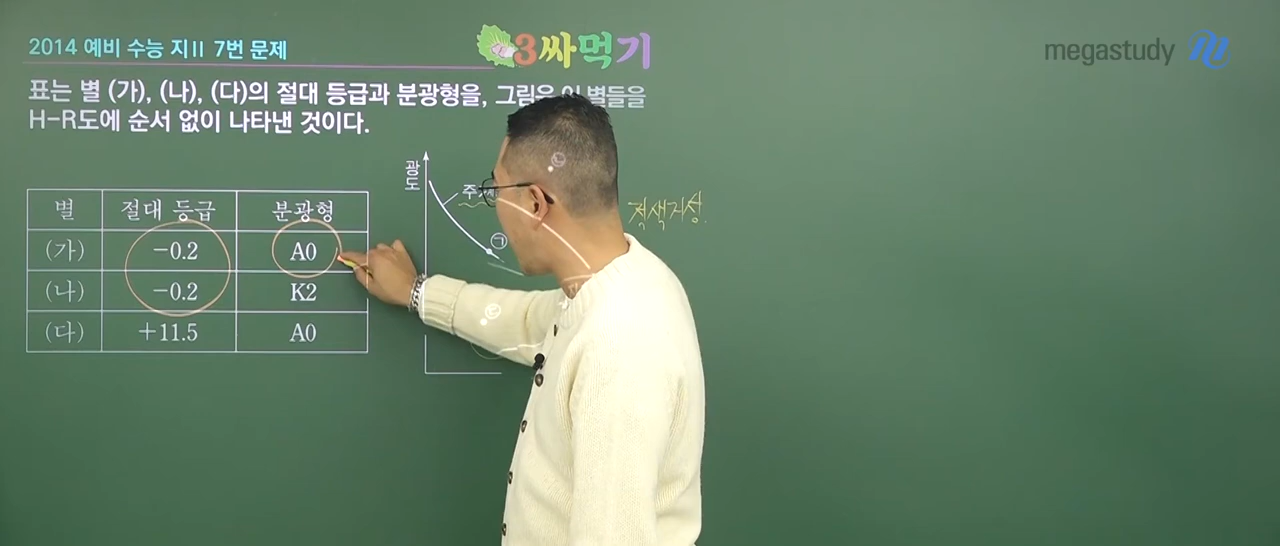 2014 예비 수능 지Ⅱ 7번 문제
3싸먹기
megastudy
표는 별 (가), (나), (다)의 절대 등급과 분광형을, 그림은 이 별들을
H-R도에 순서 없이 나타낸 것이다.
별 절대 등급 분광형
(가) -0.2 A0
(나) -0.2 K2
(다) +11.5 A0
광도
㉠
㉡
적색거성.